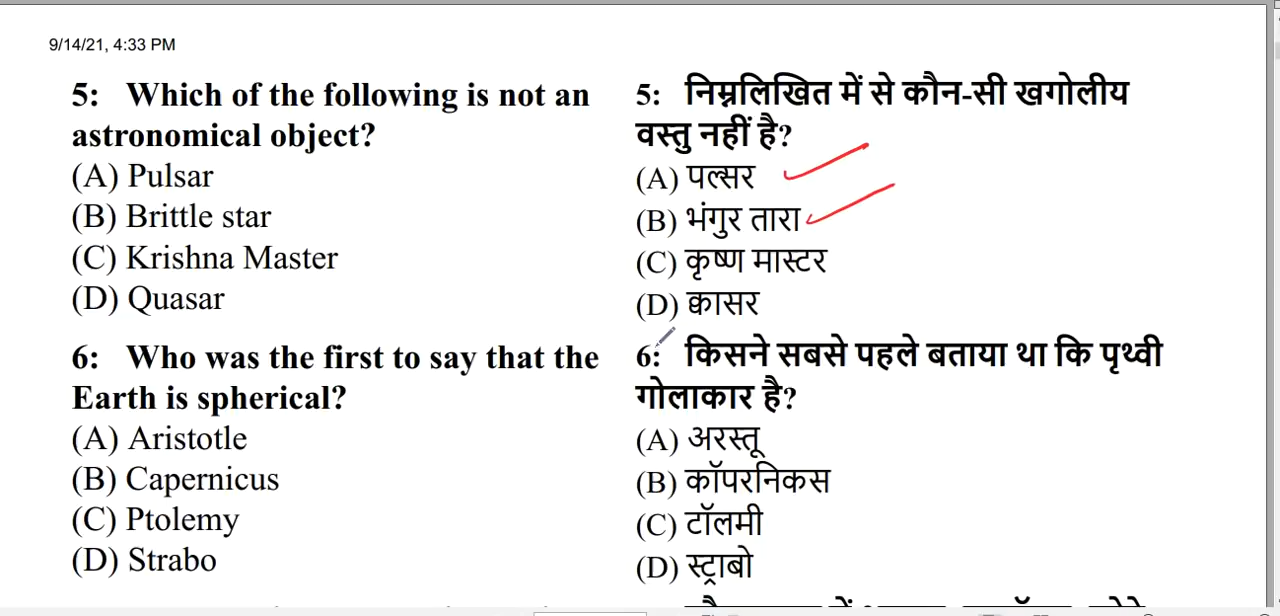 9/14/21, 4:33 PM
5: Which of the following is not an
astronomical object?
(A) Pulsar
(B) Brittle star
(C) Krishna Master
(D) Quasar
6: Who was the first to say that the
Earth is spherical?
(A) Aristotle
(B) Capernicus
(C) Ptolemy
(D) Strabo
5: निम्नलिखित में से कौन-सी खगोलीय
वस्तु नहीं है?
(A) पल्सर
(B) भंगुर तारा
(C) कृष्ण मास्टर
(D) क्वासर
6: किसने सबसे पहले बताया था कि पृथ्वी
गोलाकार है?
(A) अरस्तू
(B) कॉपरनिकस
(C) टॉलमी
(D) स्ट्राबो